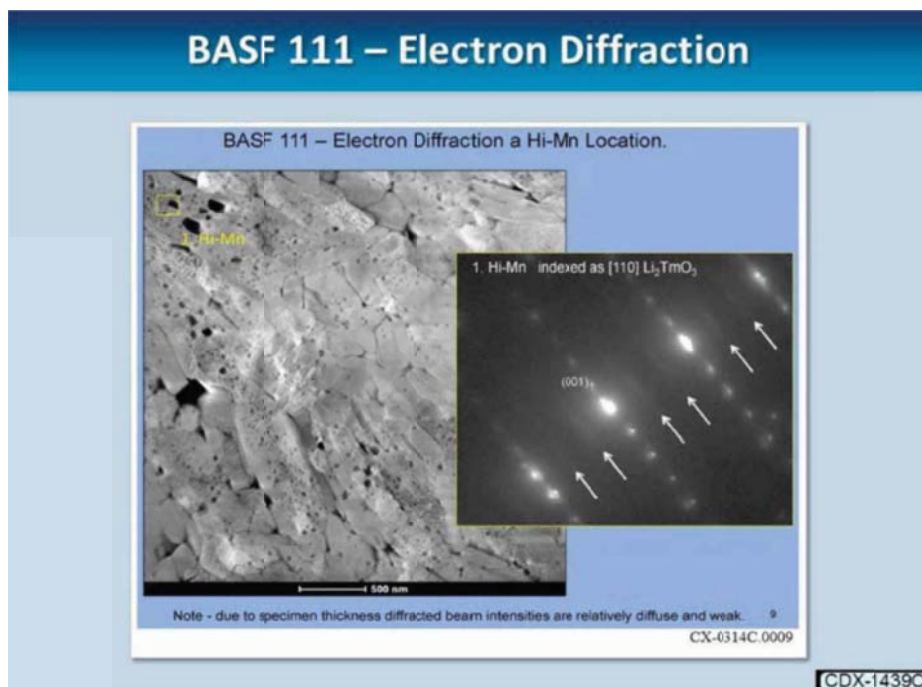 BASF 111 – Electron Diffraction
BASF 111 – Electron Diffraction a Hi-Mn Location.
1. Hi-Mn
1. Hi-Mn indexed as [110] Li₂TmO₃
(001)
500 nm
Note - due to specimen thickness diffracted beam intensities are relatively diffuse and weak. 9
CX-0314C.0009
CDX-1439C